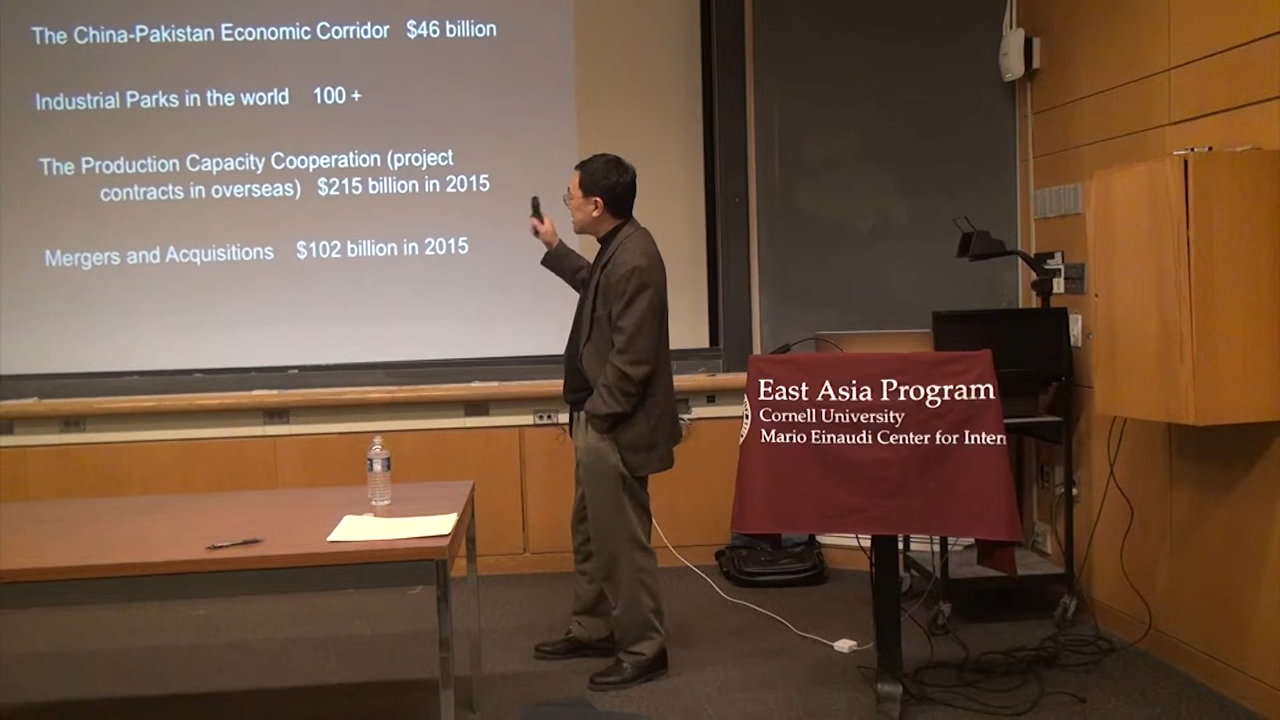 The China-Pakistan Economic Corridor $46 billion
Industrial Parks in the world 100 +
The Production Capacity Cooperation (project
contracts in overseas) $215 billion in 2015
Mergers and Acquisitions $102 billion in 2015
East Asia Program
Cornell University
Mario Einaudi Center for Intern